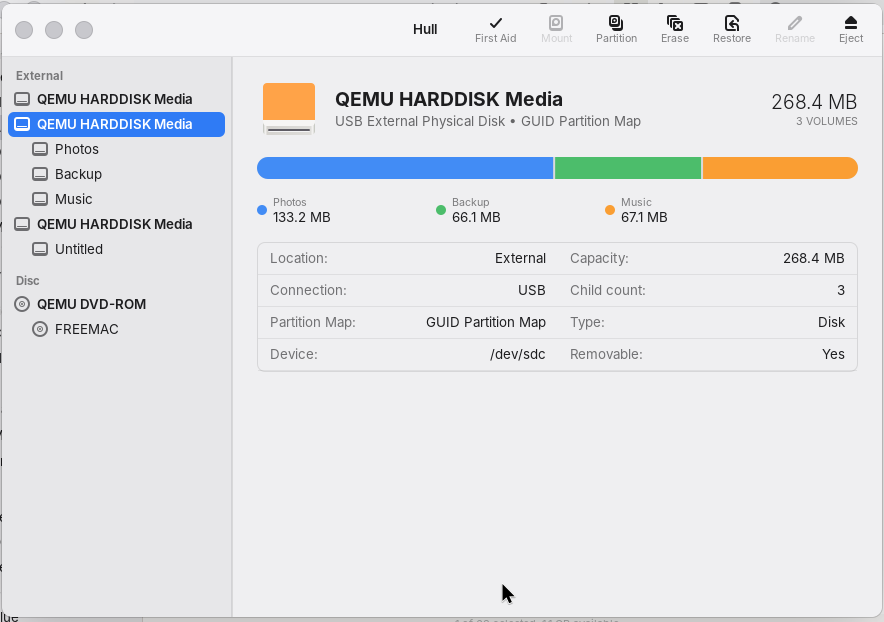 Hull
First Aid
Mount
Partition
Erase
Restore
Rename
Eject
External
QEMU HARDDISK Media
QEMU HARDDISK Media
Photos
Backup
Music
QEMU HARDDISK Media
Untitled
Disc
QEMU DVD-ROM
FREEMAC
QEMU HARDDISK Media
USB External Physical Disk • GUID Partition Map
268.4 MB
3 VOLUMES
Photos
133.2 MB
Backup
66.1 MB
Music
67.1 MB
Location: External
Capacity: 268.4 MB
Connection: USB
Child count: 3
Partition Map: GUID Partition Map
Type: Disk
Device: /dev/sdc
Removable: Yes